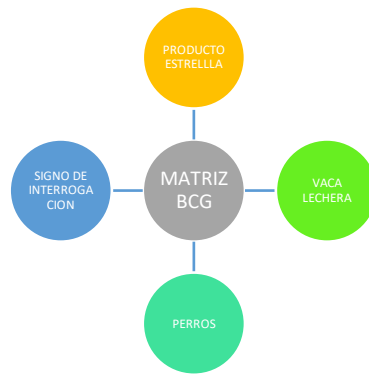 PRODUCTO
ESTRELLLA
SIGNO DE
INTERROGA
CION
MATRIZ
BCG
VACA
LECHERA
PERROS